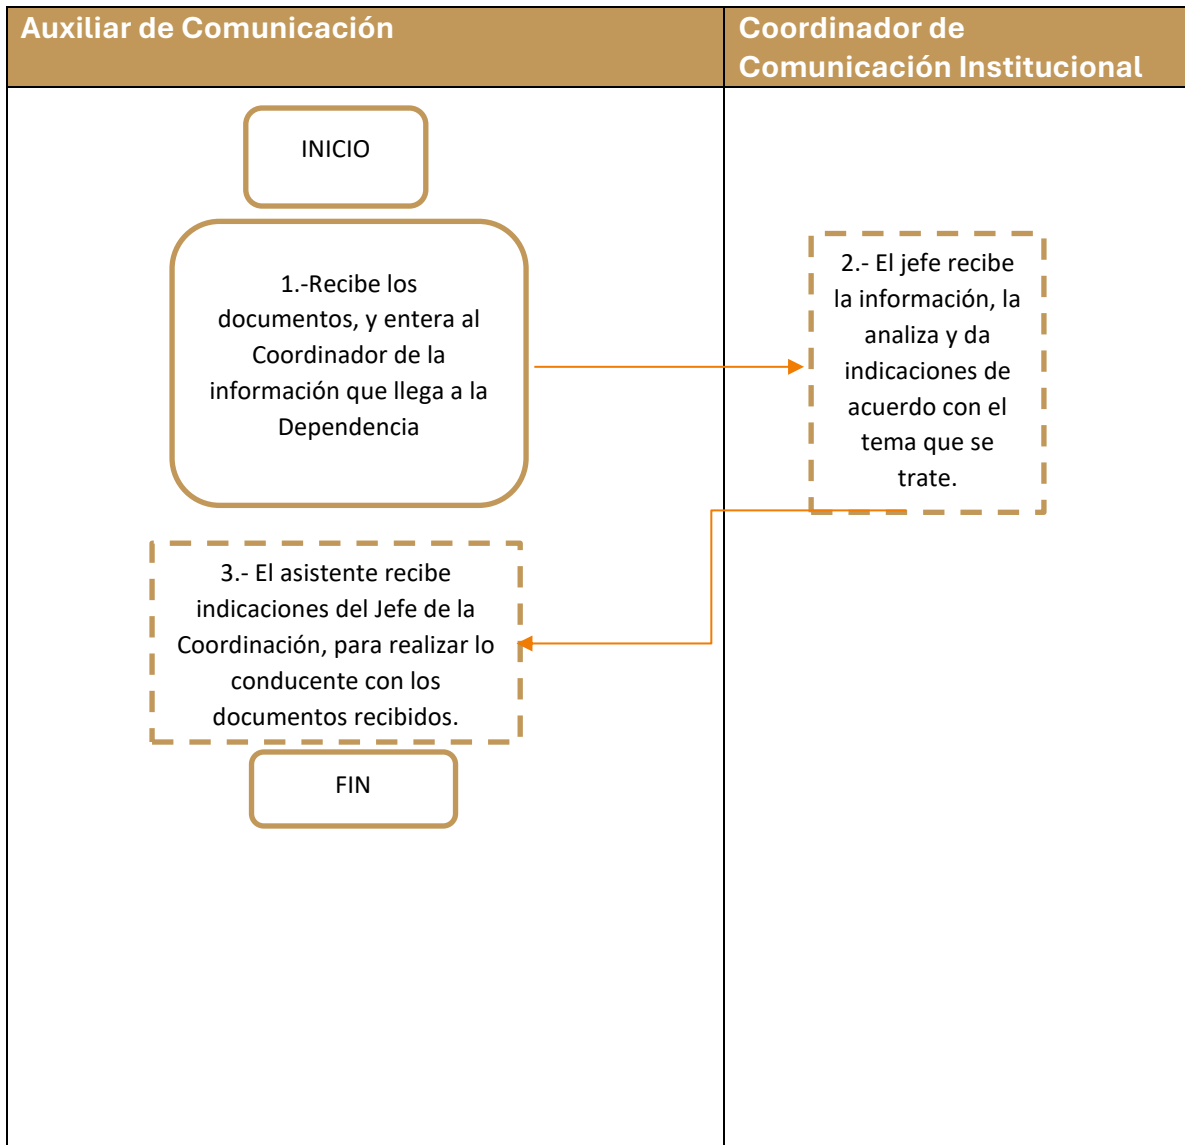 Auxiliar de Comunicación
Coordinador de
Comunicación Institucional
INICIO
1.-Recibe los
documentos, y entera al
Coordinador de la
información que llega a la
Dependencia
2.- El jefe recibe
la información, la
analiza y da
indicaciones de
acuerdo con el
tema que se
trate.
3.- El asistente recibe
indicaciones del Jefe de la
Coordinación, para realizar lo
conducente con los
documentos recibidos.
FIN